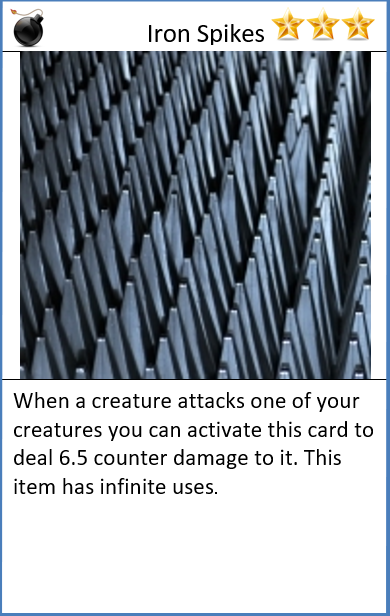 Iron Spikes
When a creature attacks one of your
creatures you can activate this card to
deal 6.5 counter damage to it. This
item has infinite uses.